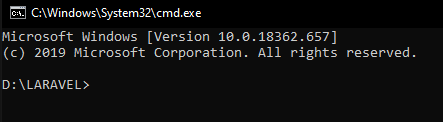 C:\Windows\System32\cmd.exe
Microsoft Windows [Version 10.0.18362.657]
(c) 2019 Microsoft Corporation. All rights reserved.
D:\LARAVEL>